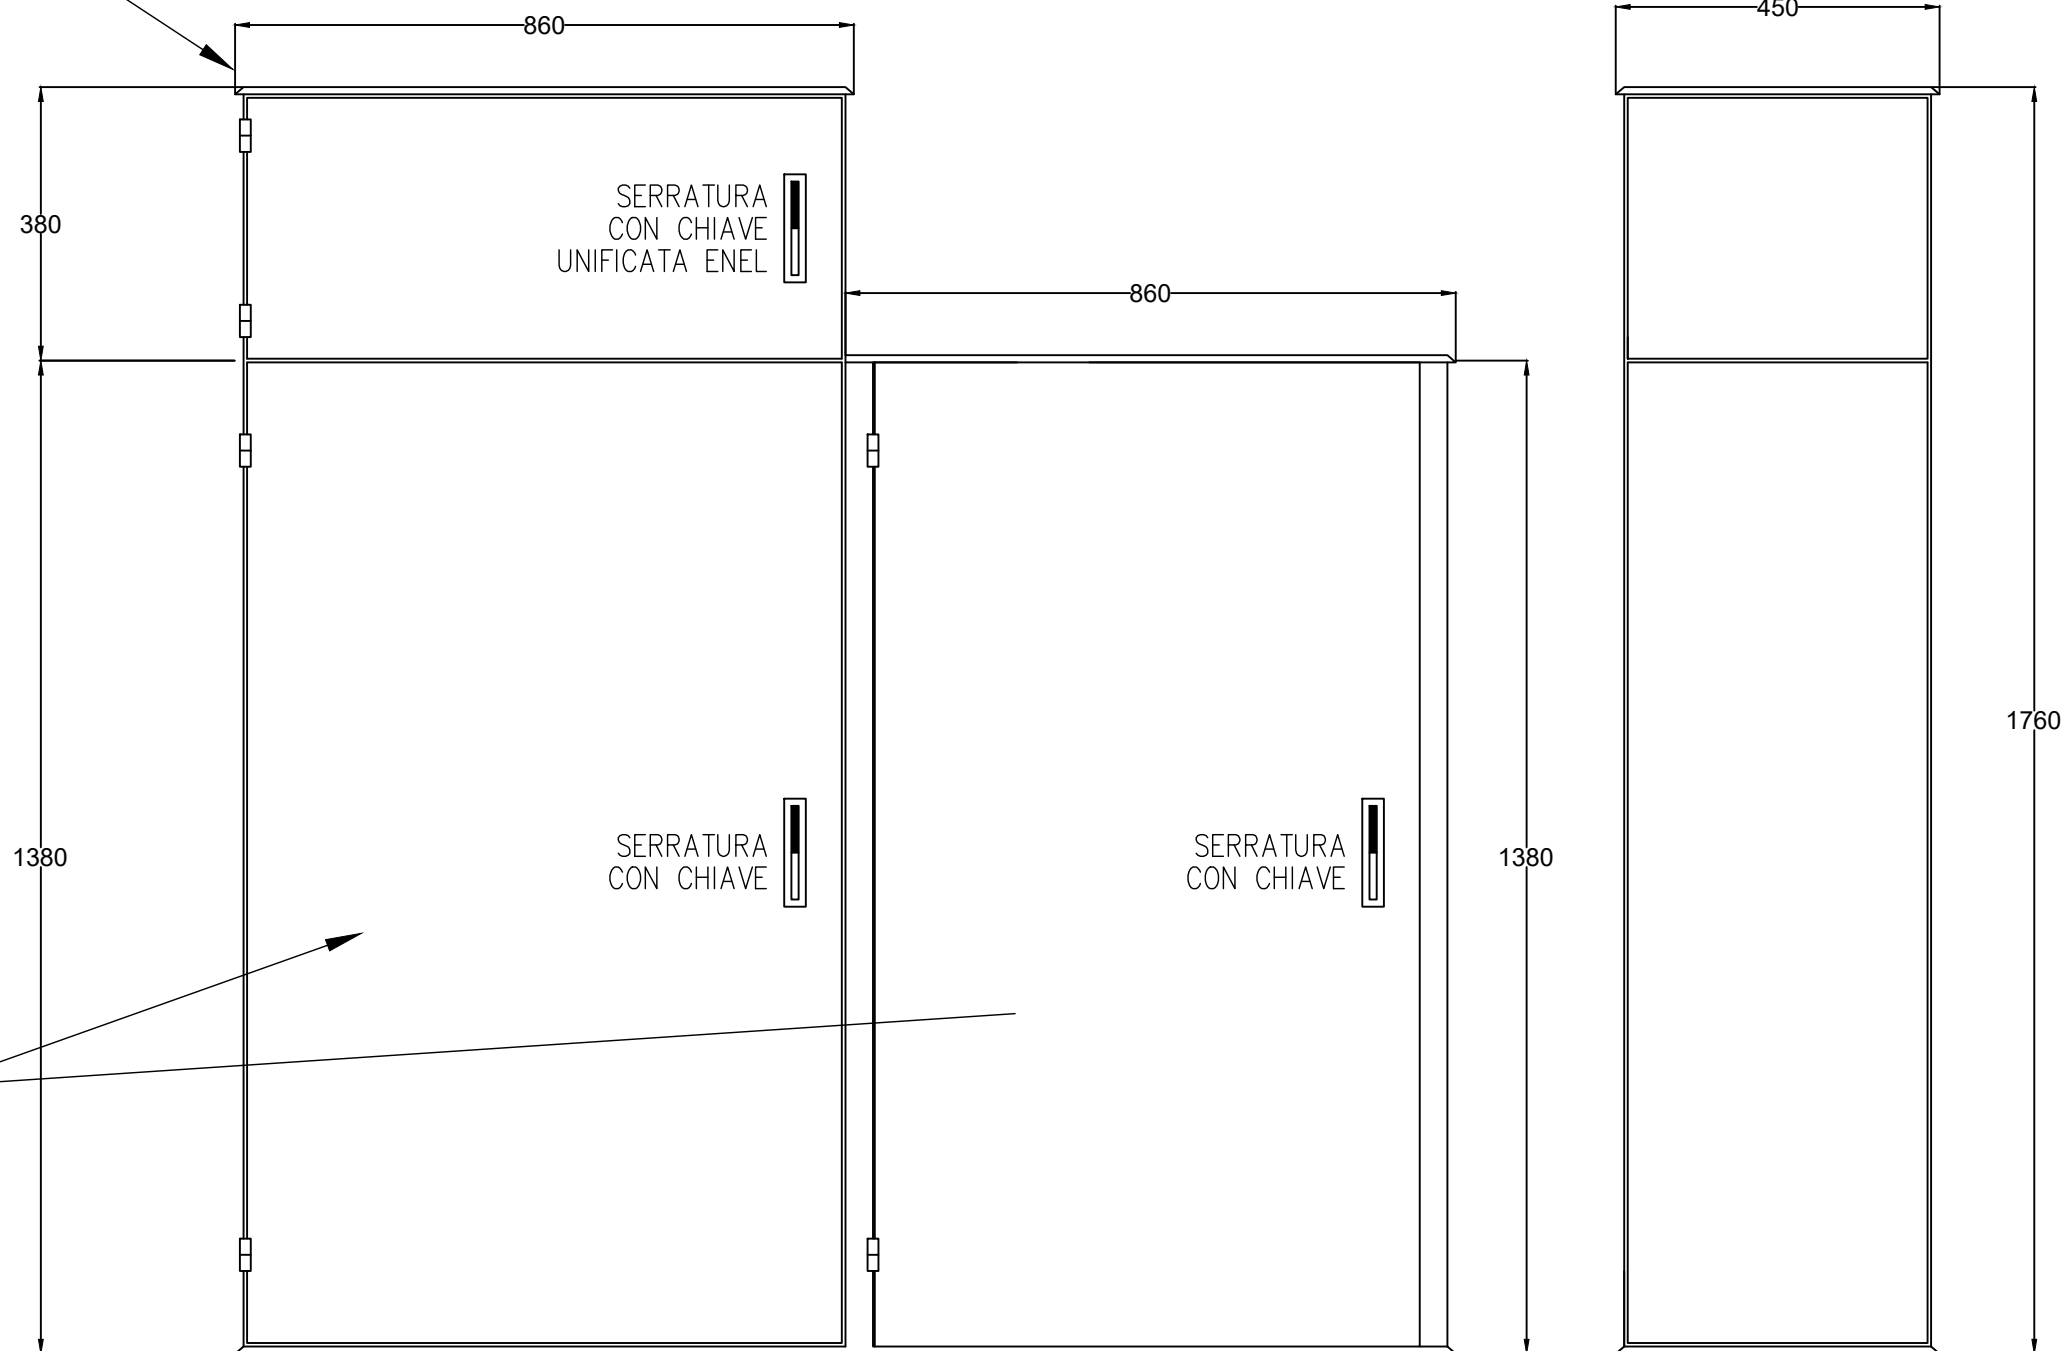 860
450
SERRATURA
CON CHIAVE
UNIFICATA ENEL
380
860
1760
SERRATURA
CON CHIAVE
SERRATURA
CON CHIAVE
1380
1380